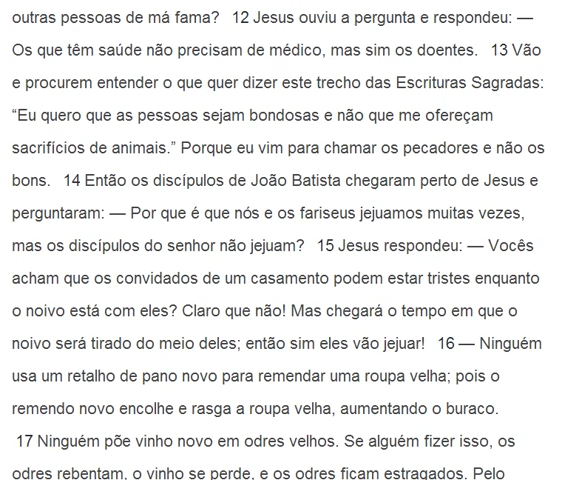 outras pessoas de má fama?   12 Jesus ouviu a pergunta e respondeu: —
Os que têm saúde não precisam de médico, mas sim os doentes.   13 Vão
e procurem entender o que quer dizer este trecho das Escrituras Sagradas:
“Eu quero que as pessoas sejam bondosas e não que me ofereçam
sacrifícios de animais.” Porque eu vim para chamar os pecadores e não os
bons.   14 Então os discípulos de João Batista chegaram perto de Jesus e
perguntaram: — Por que é que nós e os fariseus jejuamos muitas vezes,
mas os discípulos do senhor não jejuam?   15 Jesus respondeu: — Vocês
acham que os convidados de um casamento podem estar tristes enquanto
o noivo está com eles? Claro que não! Mas chegará o tempo em que o
noivo será tirado do meio deles; então sim eles vão jejuar!   16 — Ninguém
usa um retalho de pano novo para remendar uma roupa velha; pois o
remendo novo encolhe e rasga a roupa velha, aumentando o buraco.
17 Ninguém põe vinho novo em odres velhos. Se alguém fizer isso, os
odres rebentam, o vinho se perde, e os odres ficam estragados. Pelo